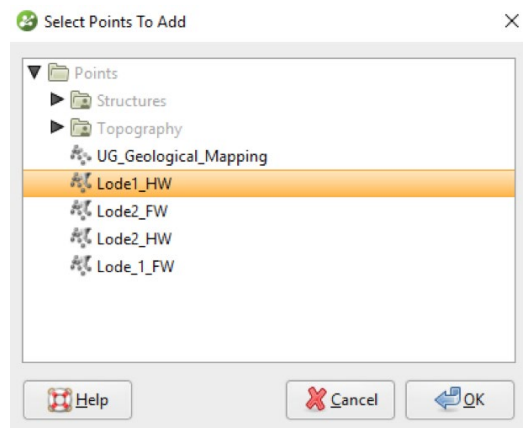 Select Points To Add
Points
Structures
Topography
UG_Geological_Mapping
Lode1_HW
Lode2_FW
Lode2_HW
Lode_1_FW
Help Cancel OK